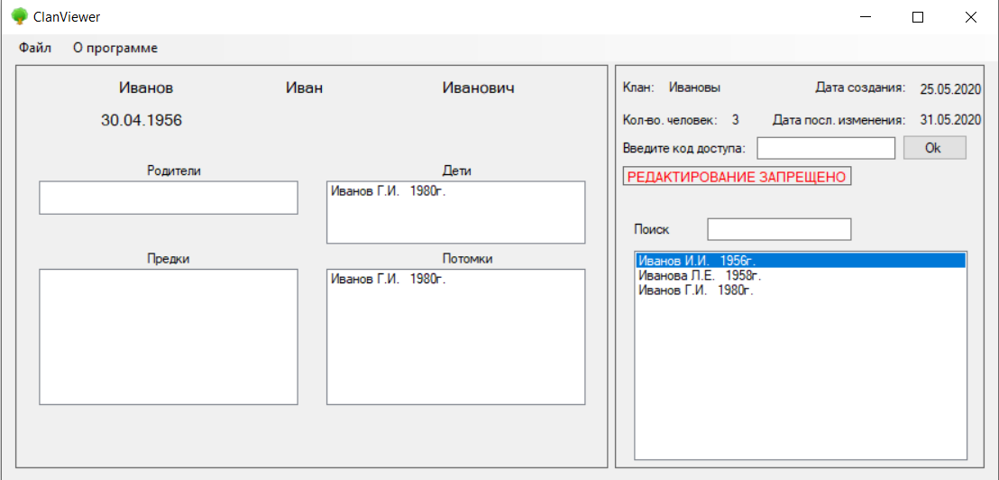 ClanViewer
Файл О программе
Иванов Иван Иванович
30.04.1956
Родители
Дети
Иванов Г.И. 1980г.
Предки
Потомки
Иванов Г.И. 1980г.
Клан: Ивановы Дата создания: 25.05.2020
Кол-во. человек: 3 Дата посл. изменения: 31.05.2020
Введите код доступа: Ok
РЕДАКТИРОВАНИЕ ЗАПРЕЩЕНО
Поиск
Иванов И.И. 1956г.
Иванова Л.Е. 1958г.
Иванов Г.И. 1980г.